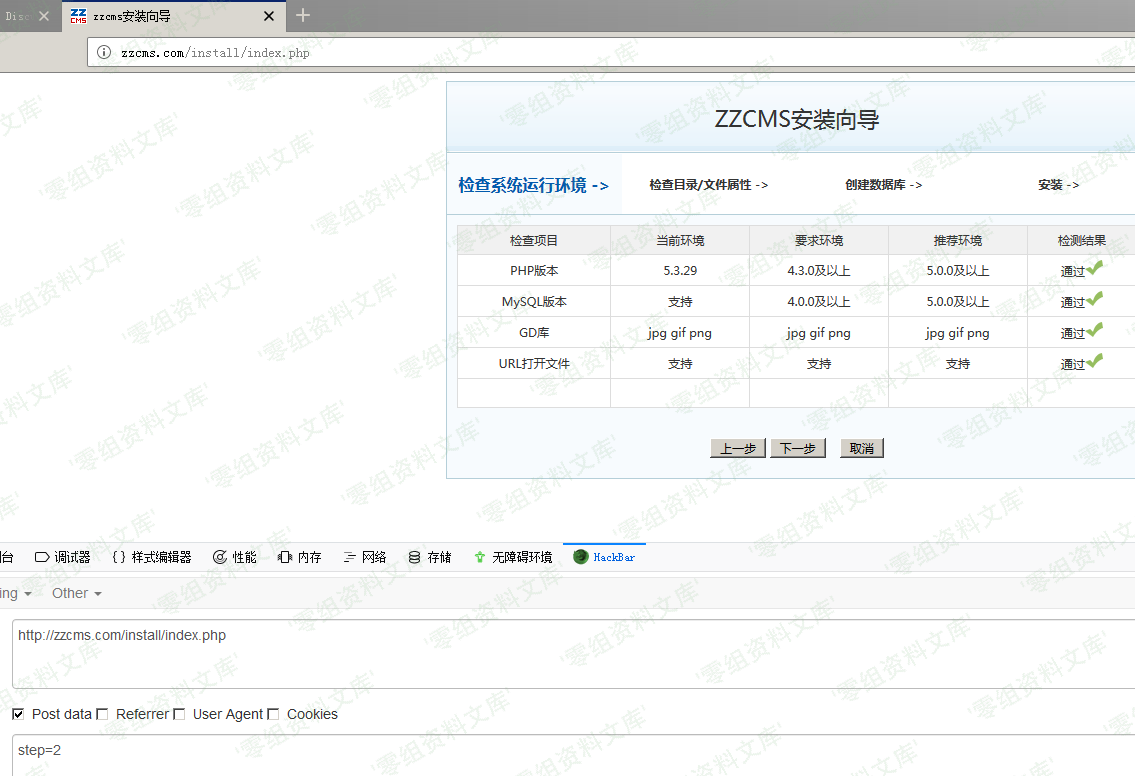 Disc
zzcms安装向导
zzcms.com/install/index.php
ZZCMS安装向导
检查系统运行环境 -> 检查目录/文件属性 -> 创建数据库 -> 安装 ->
检查项目 当前环境 要求环境 推荐环境 检测结果
PHP版本 5.3.29 4.3.0及以上 5.0.0及以上 通过
MySQL版本 支持 4.0.0及以上 5.0.0及以上 通过
GD库 jpg gif png jpg gif png jpg gif png 通过
URL打开文件 支持 支持 支持 通过
上一步 下一步 取消
台 调试器 {} 样式编辑器 性能 内存 网络 存储 无障碍环境 HackBar
ing Other
http://zzcms.com/install/index.php
Post data Referrer User Agent Cookies
step=2
零组资料文库